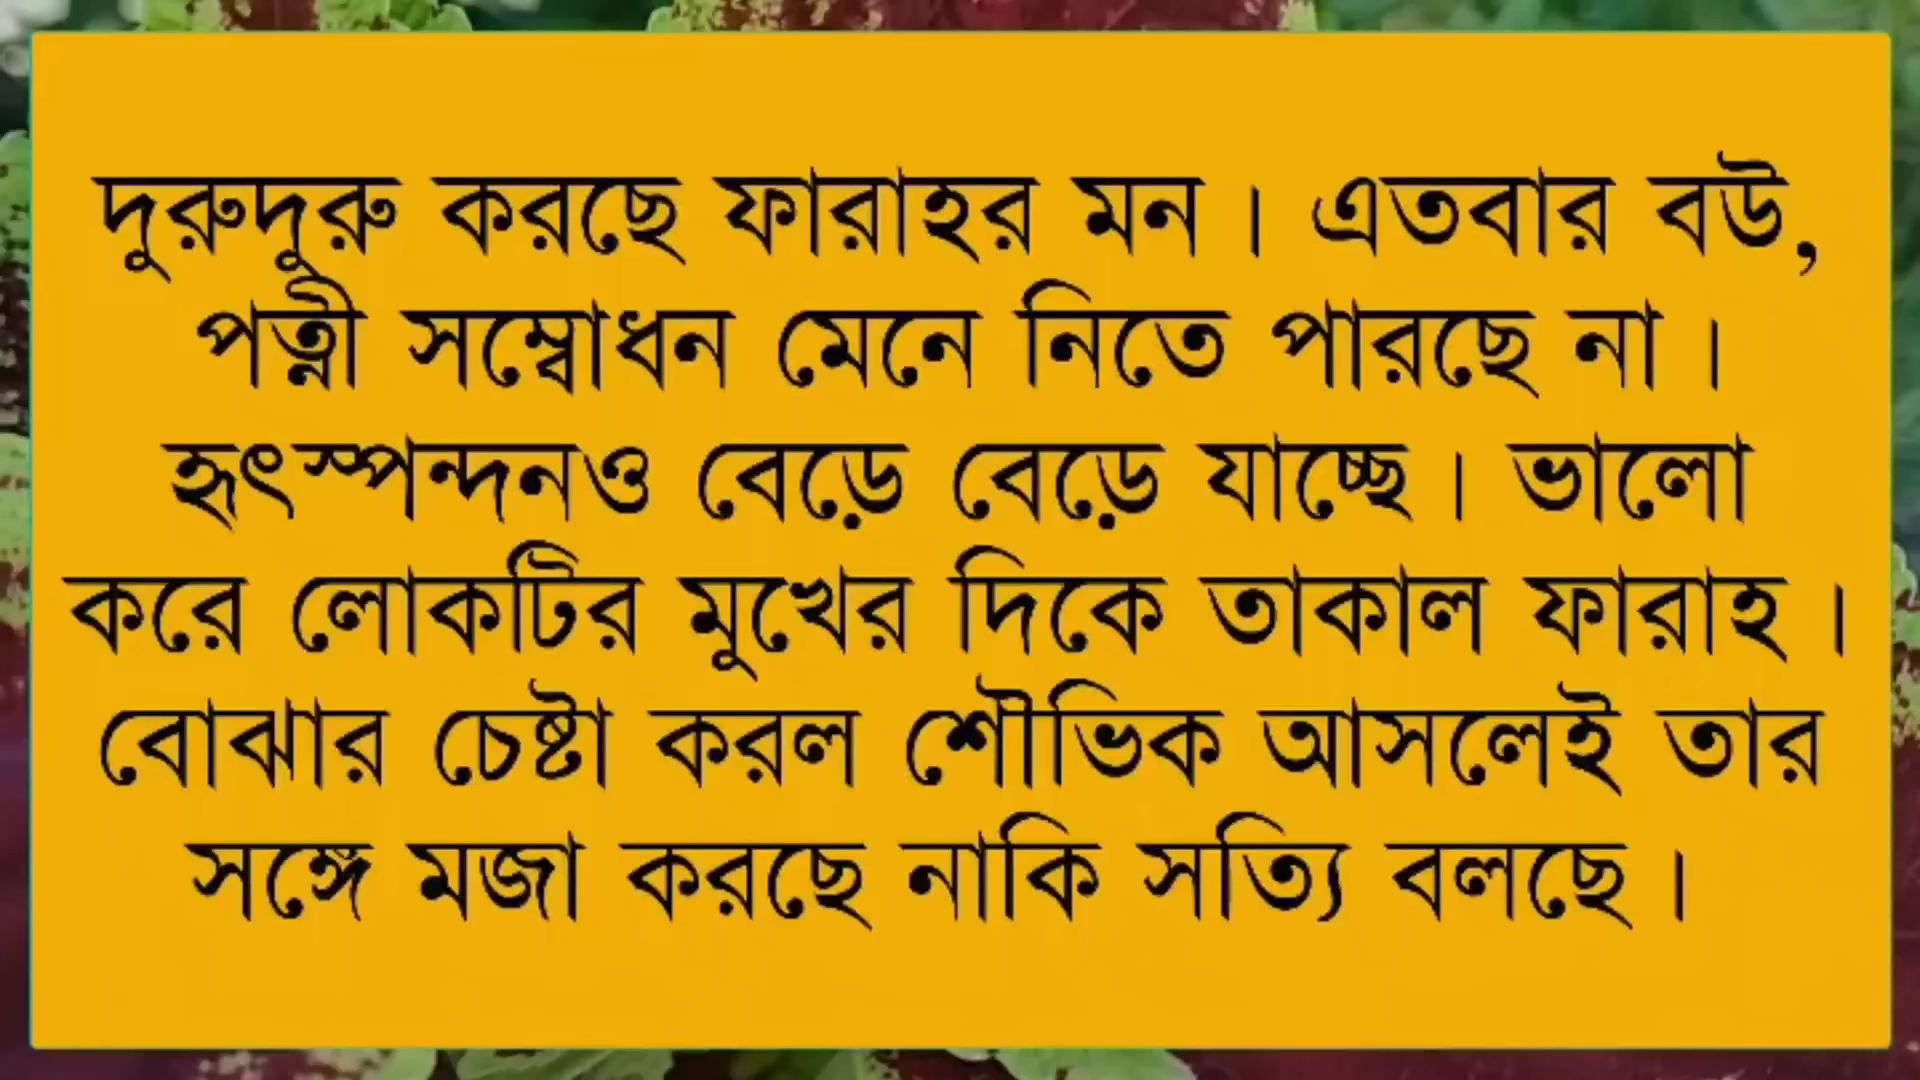 দুরুদুরু করছে ফারাহর মন। এতবার বউ,
পত্নী সম্বোধন মেনে নিতে পারছে না।
হৃৎস্পন্দনও বেড়ে বেড়ে যাচ্ছে। ভালো
করে লোকটির মুখের দিকে তাকাল ফারাহ।
বোঝার চেষ্টা করল শৌভিক আসলেই তার
সঙ্গে মজা করছে নাকি সত্যি বলছে।